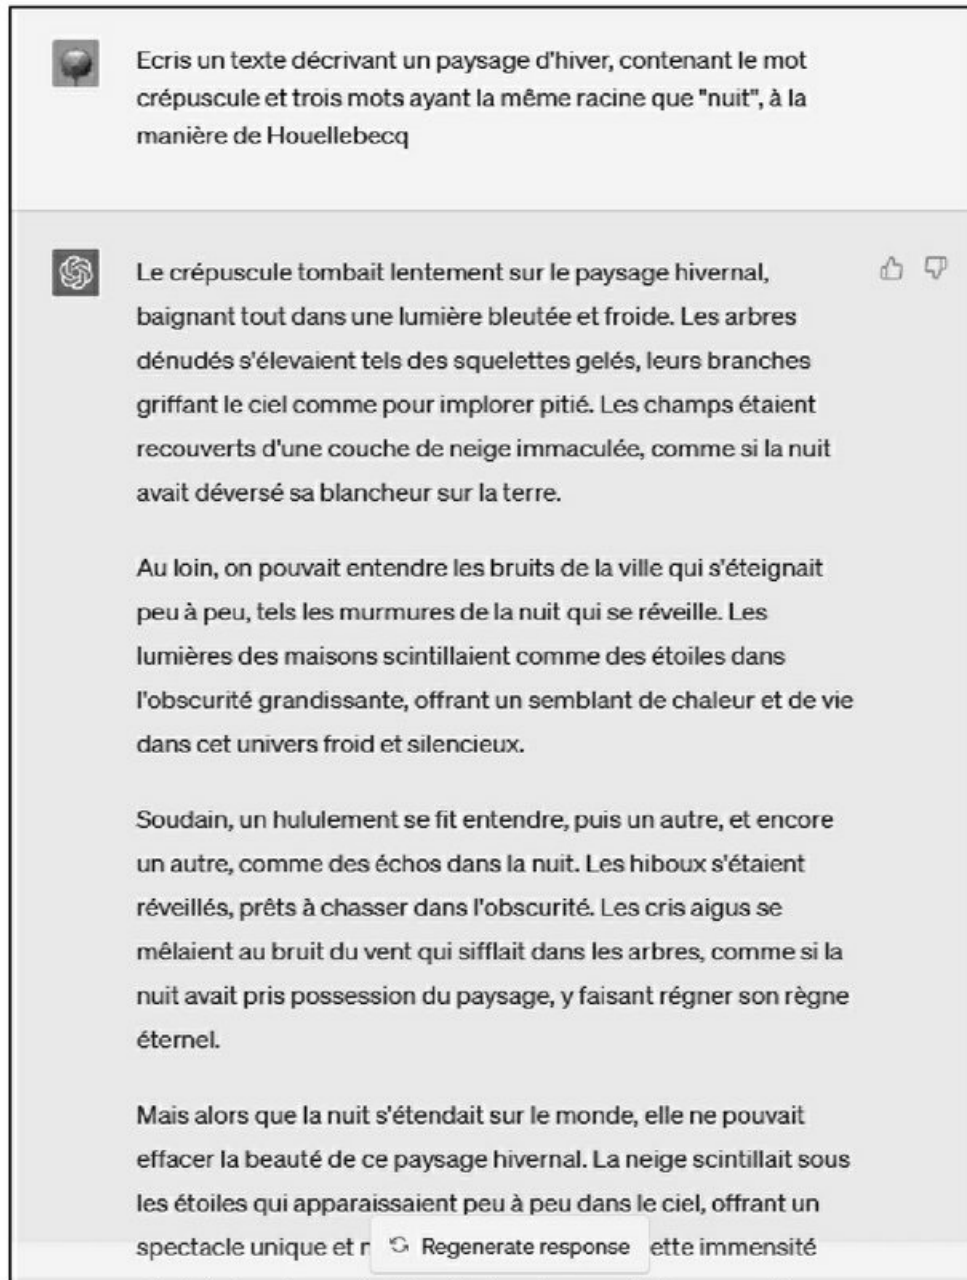 Ecris un texte décrivant un paysage d'hiver, contenant le mot
crépuscule et trois mots ayant la même racine que "nuit", à la
manière de Houellebecq
Le crépuscule tombait lentement sur le paysage hivernal,
baignant tout dans une lumière bleutée et froide. Les arbres
dénudés s'élevaient tels des squelettes gelés, leurs branches
griffant le ciel comme pour implorer pitié. Les champs étaient
recouverts d'une couche de neige immaculée, comme si la nuit
avait déversé sa blancheur sur la terre.
Au loin, on pouvait entendre les bruits de la ville qui s'éteignait
peu à peu, tels les murmures de la nuit qui se réveille. Les
lumières des maisons scintillaient comme des étoiles dans
l'obscurité grandissante, offrant un semblant de chaleur et de vie
dans cet univers froid et silencieux.
Soudain, un hululement se fit entendre, puis un autre, et encore
un autre, comme des échos dans la nuit. Les hiboux s'étaient
réveillés, prêts à chasser dans l'obscurité. Les cris aigus se
mêlaient au bruit du vent qui sifflait dans les arbres, comme si la
nuit avait pris possession du paysage, y faisant régner son règne
éternel.
Mais alors que la nuit s'étendait sur le monde, elle ne pouvait
effacer la beauté de ce paysage hivernal. La neige scintillait sous
les étoiles qui apparaissaient peu à peu dans le ciel, offrant un
spectacle unique et Regenerate response immensité